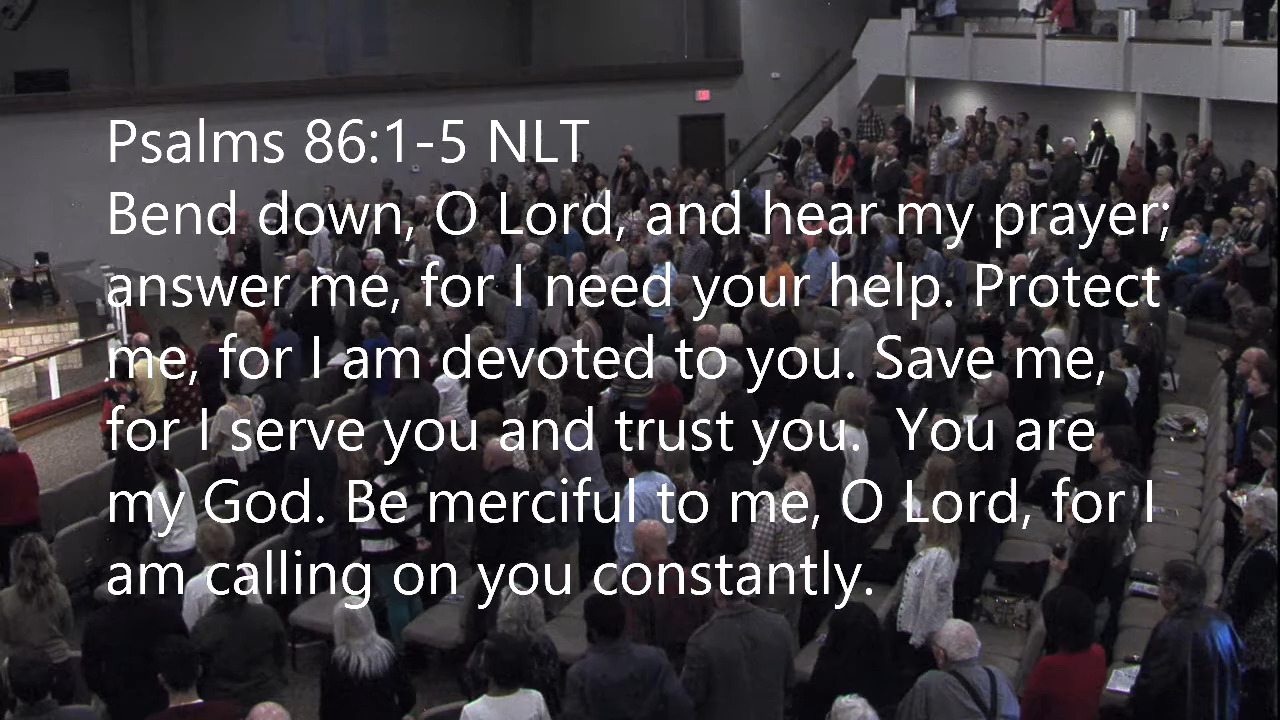 Psalms 86:1-5 NLT
Bend down, O Lord, and hear my prayer;
answer me, for I need your help. Protect
me, for I am devoted to you. Save me,
for I serve you and trust you.  You are
my God. Be merciful to me, O Lord, for I
am calling on you constantly.